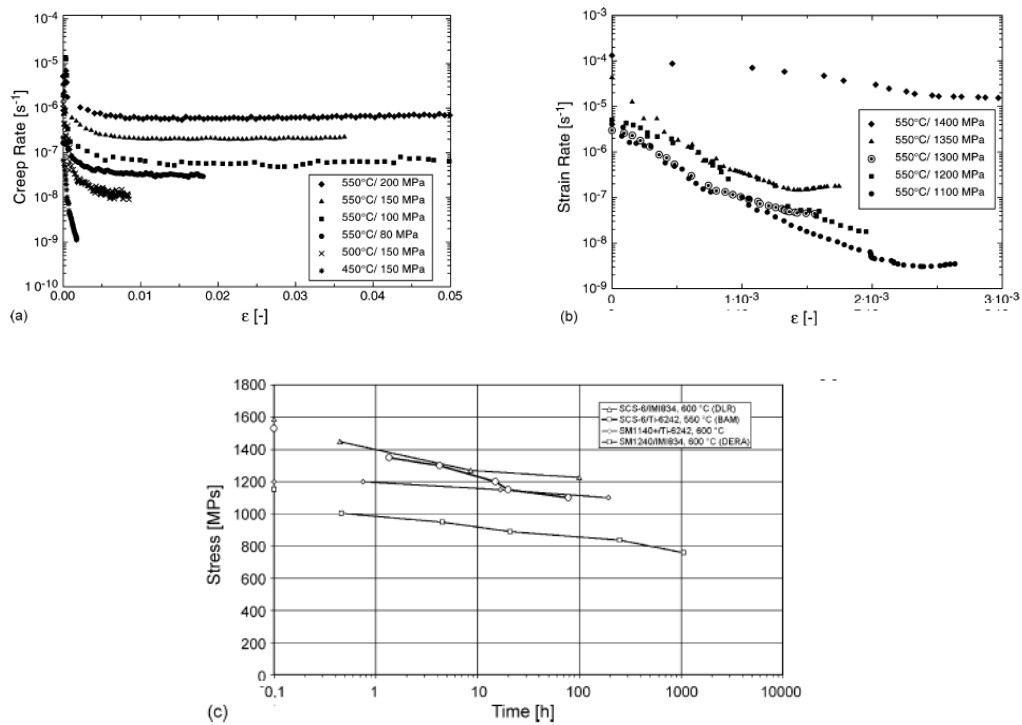 10⁻⁴
10⁻⁵
10⁻⁶
10⁻⁷
10⁻⁸
10⁻⁹
10⁻¹⁰
Creep Rate [s⁻¹]
550°C/ 200 MPa
550°C/ 150 MPa
550°C/ 100 MPa
550°C/ 80 MPa
500°C/ 150 MPa
450°C/ 150 MPa
0.00 0.01 0.02 0.03 0.04 0.05
(a) ε [-]
10⁻³
10⁻⁴
10⁻⁵
10⁻⁶
10⁻⁷
10⁻⁸
10⁻⁹
Strain Rate [s⁻¹]
550°C/ 1400 MPa
550°C/ 1350 MPa
550°C/ 1300 MPa
550°C/ 1200 MPa
550°C/ 1100 MPa
0 1·10⁻³ 2·10⁻³ 3·10⁻³
(b) ε [-]
1800
1600
1400
1200
1000
800
600
400
200
0
Stress [MPs]
SCS-6/IMI834, 600 °C (DLR)
SCS-6/Ti-6242, 550 °C (BAM)
SM1140+/Ti-6242, 600 °C
SM1240/IMI834, 600 °C (DERA)
0,1 1 10 100 1000 10000
(c) Time [h]